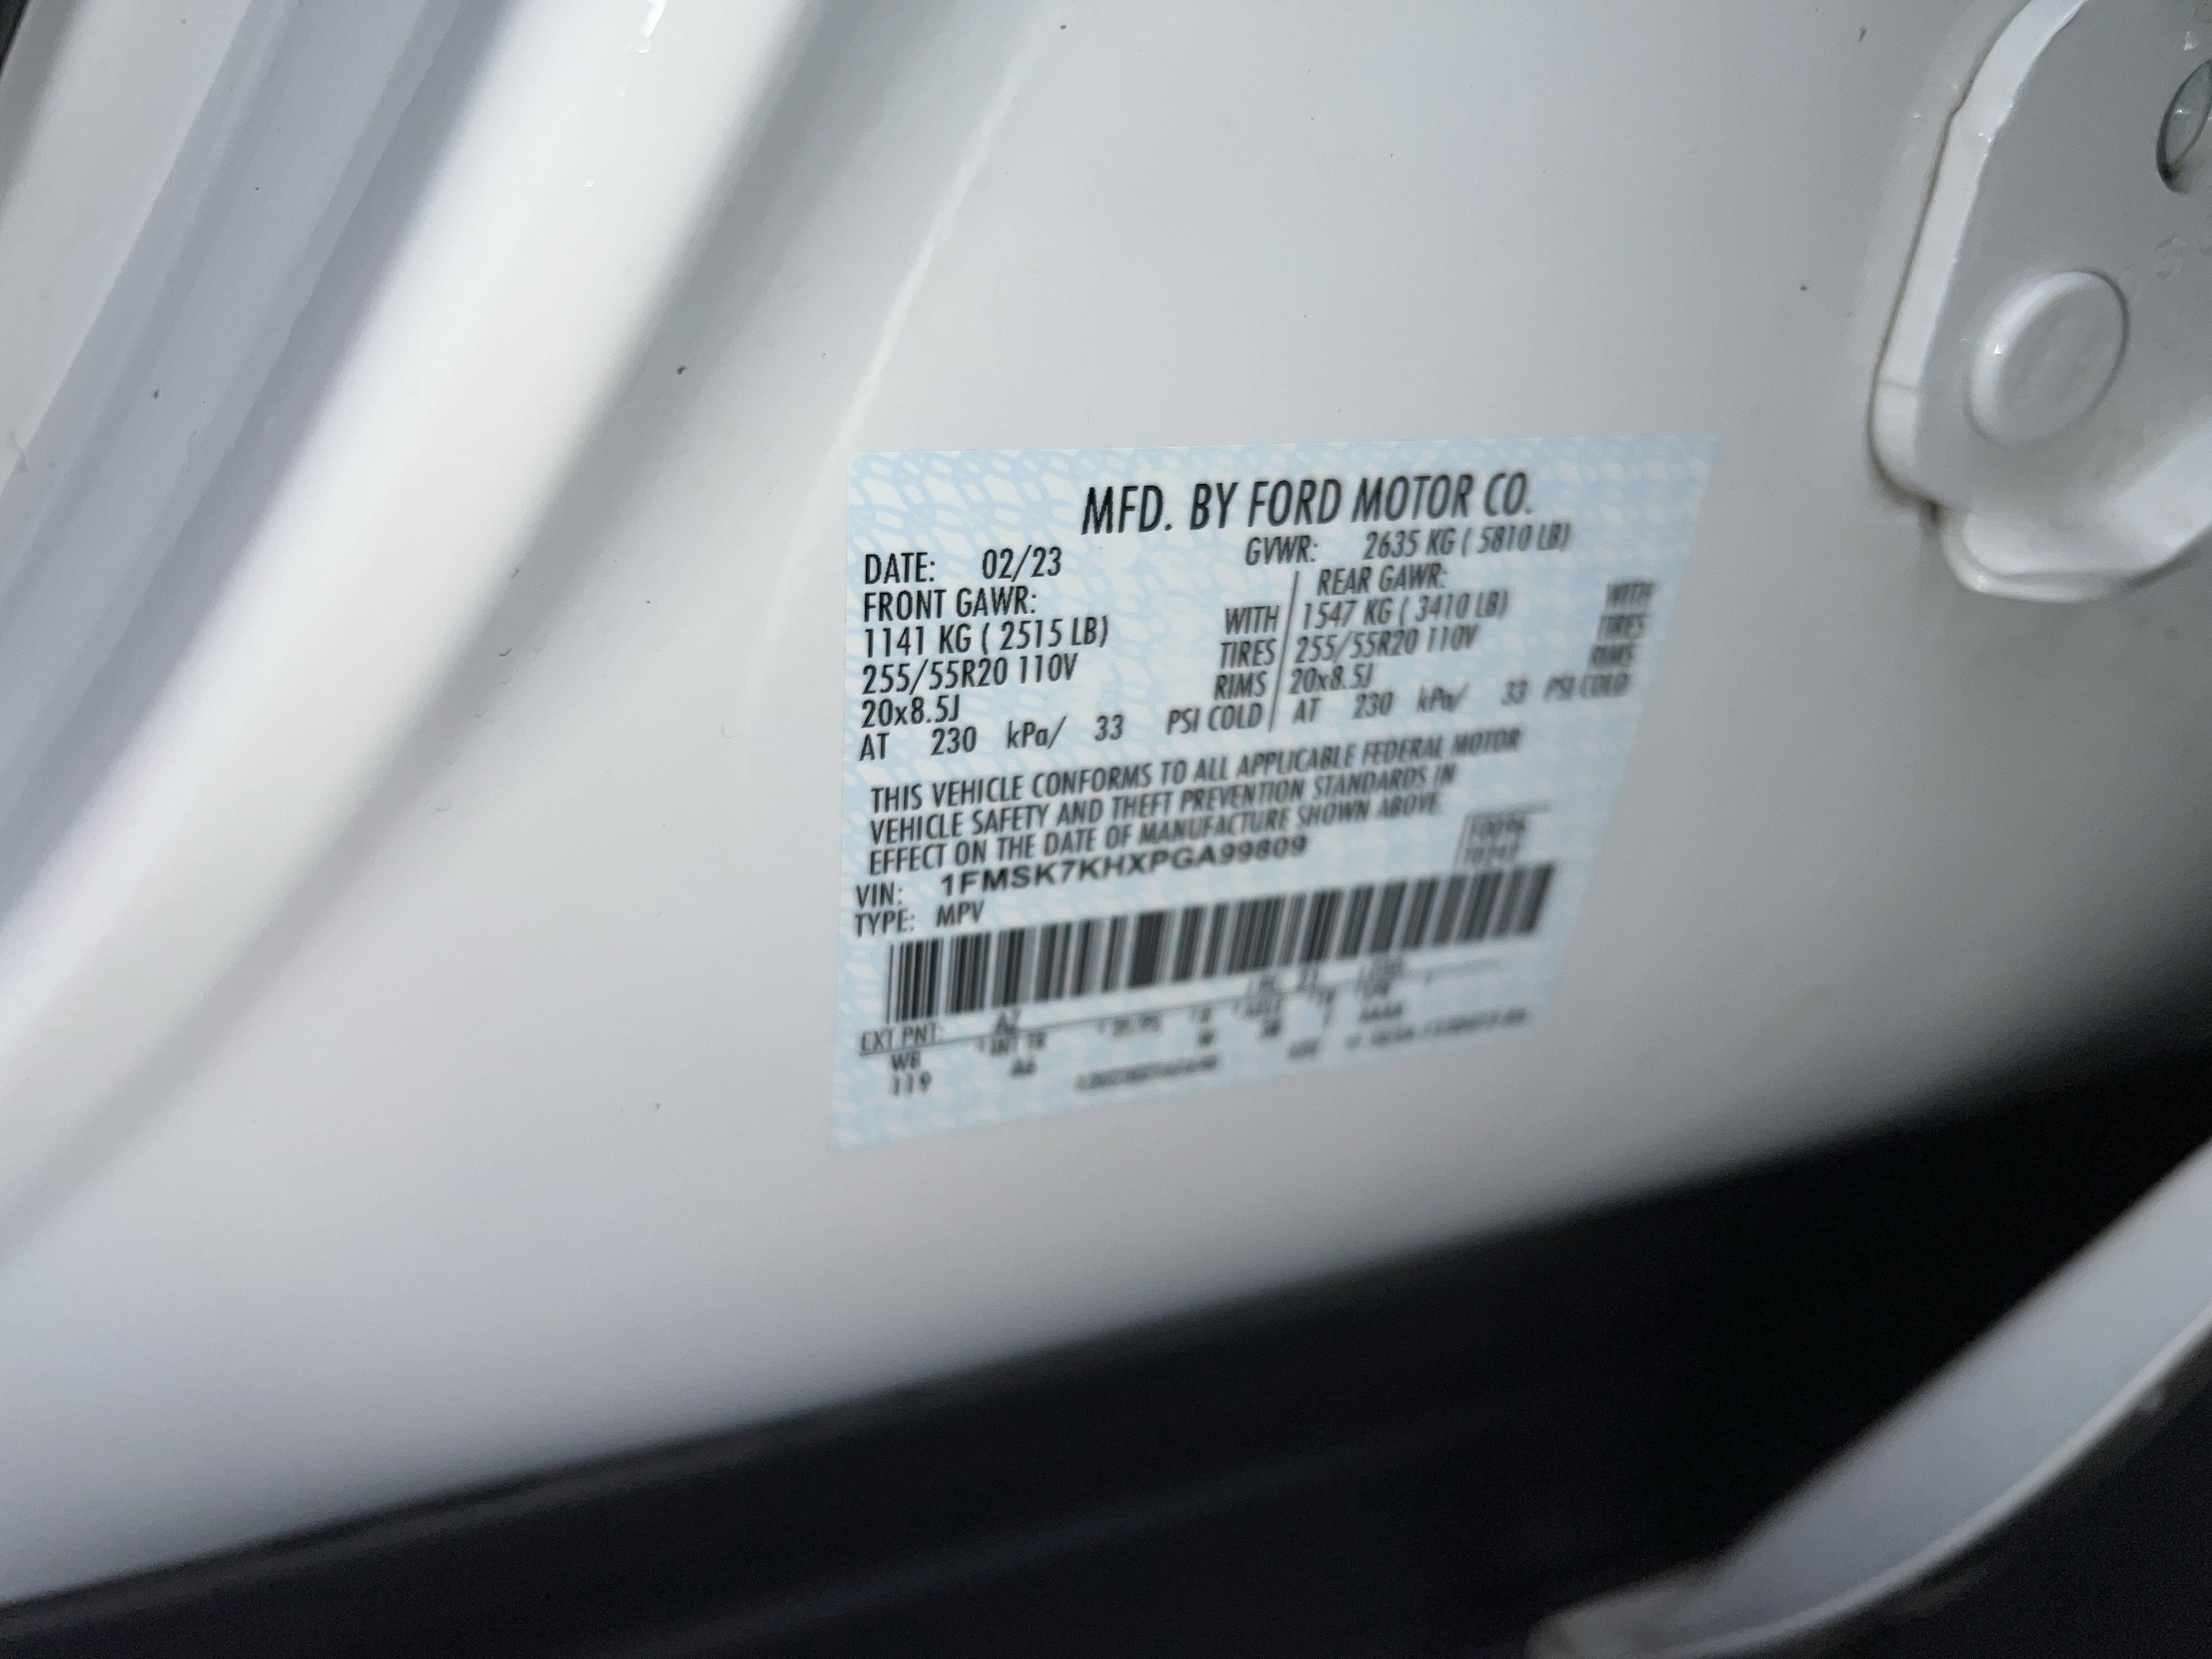 MFD. BY FORD MOTOR CO.
DATE: 02/23 GVWR: 2635 KG ( 5810 LB)
FRONT GAWR: REAR GAWR:
1141 KG ( 2515 LB) WITH 1547 KG ( 3410 LB) WITH
255/55R20 110V TIRES 255/55R20 110V TIRES
20x8.5J RIMS 20x8.5J RIMS
AT 230 kPa/ 33 PSI COLD AT 230 kPa/ 33 PSI COLD
THIS VEHICLE CONFORMS TO ALL APPLICABLE FEDERAL MOTOR
VEHICLE SAFETY AND THEFT PREVENTION STANDARDS IN
EFFECT ON THE DATE OF MANUFACTURE SHOWN ABOVE.
VIN: 1FMSK7KHXPGA99809
TYPE: MPV
EXT PNT: AZ
WB INT TR
119